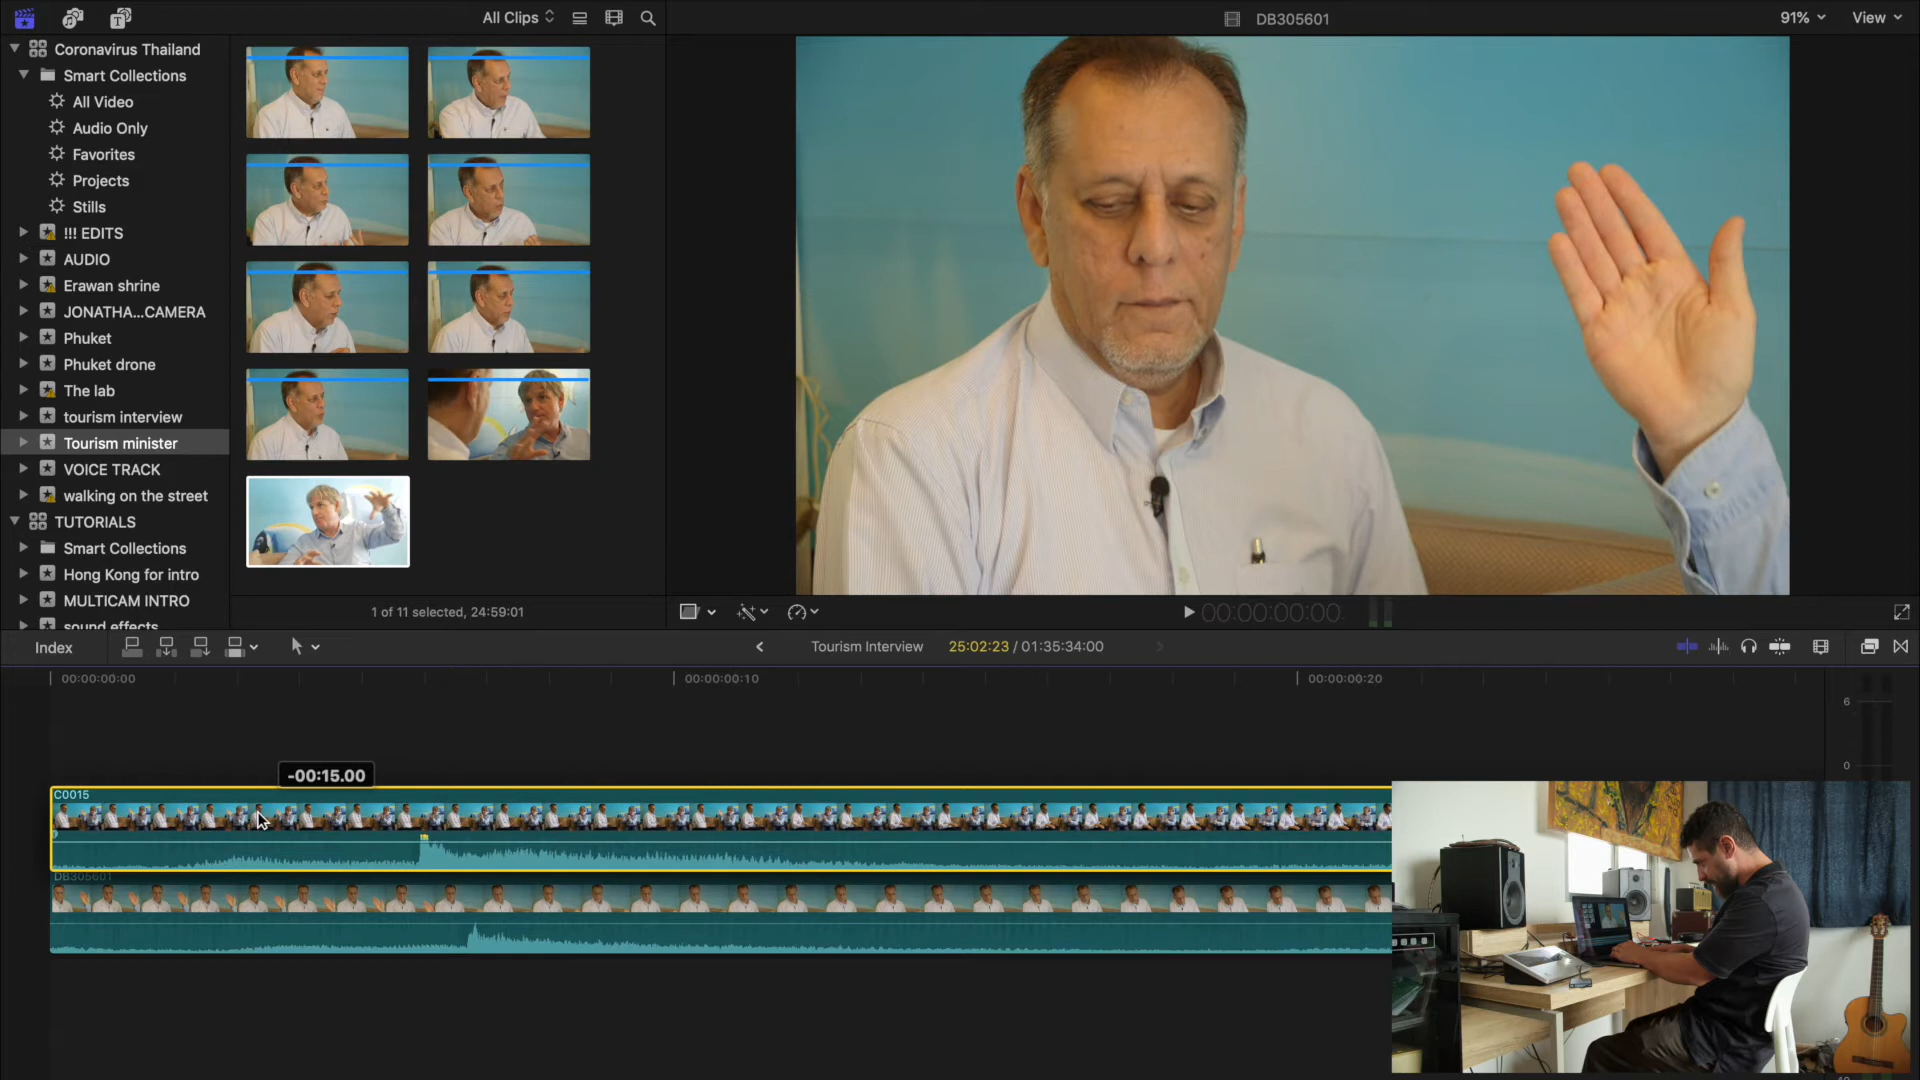 All Clips
DB305601
91%
View
Coronavirus Thailand
Smart Collections
All Video
Audio Only
Favorites
Projects
Stills
!!! EDITS
AUDIO
Erawan shrine
JONATHA...CAMERA
Phuket
Phuket drone
The lab
tourism interview
Tourism minister
VOICE TRACK
walking on the street
TUTORIALS
Smart Collections
Hong Kong for intro
MULTICAM INTRO
sound effects
1 of 11 selected, 24:59:01
00:00:00:00
Index
Tourism Interview
25:02:23 / 01:35:34:00
00:00:00:00
00:00:00:10
00:00:00:20
6
0
-00:15.00
C0015
DB305601